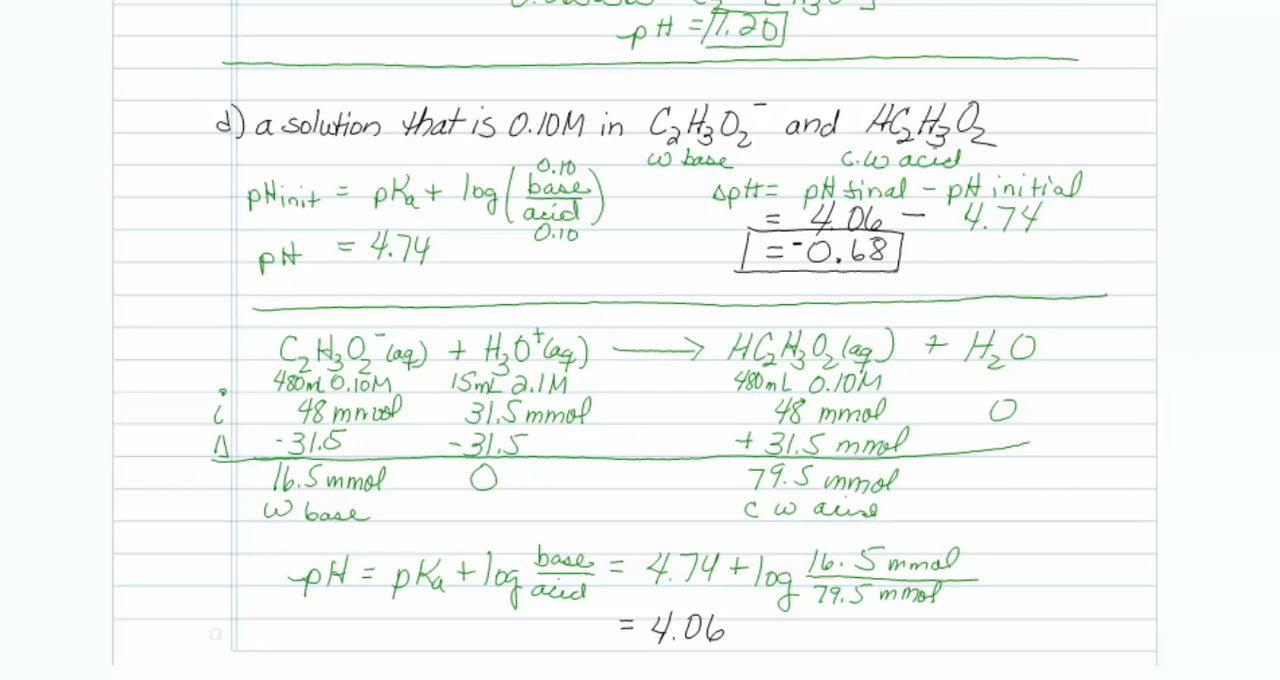 pH = 7.20
d) a solution that is 0.10M in C₂H₃O₂⁻ and HC₂H₃O₂
w base c. w acid
pHinit = pKa + log(base/acid) 0.10 0.10
pH = 4.74
ΔpH = pH final − pH initial
= 4.06 − 4.74
= -0.68
C₂H₃O₂⁻(aq) + H₃O⁺(aq) ⟶ HC₂H₃O₂(aq) + H₂O
480mL 0.10M 15mL 2.1M 480mL 0.10M
i 48 mmol 31.5 mmol 48 mmol 0
Δ -31.5 -31.5 + 31.5 mmol
16.5 mmol 0 79.5 mmol
w base c w acid
pH = pKa + log base/acid = 4.74 + log 16.5 mmol/79.5 mmol
= 4.06